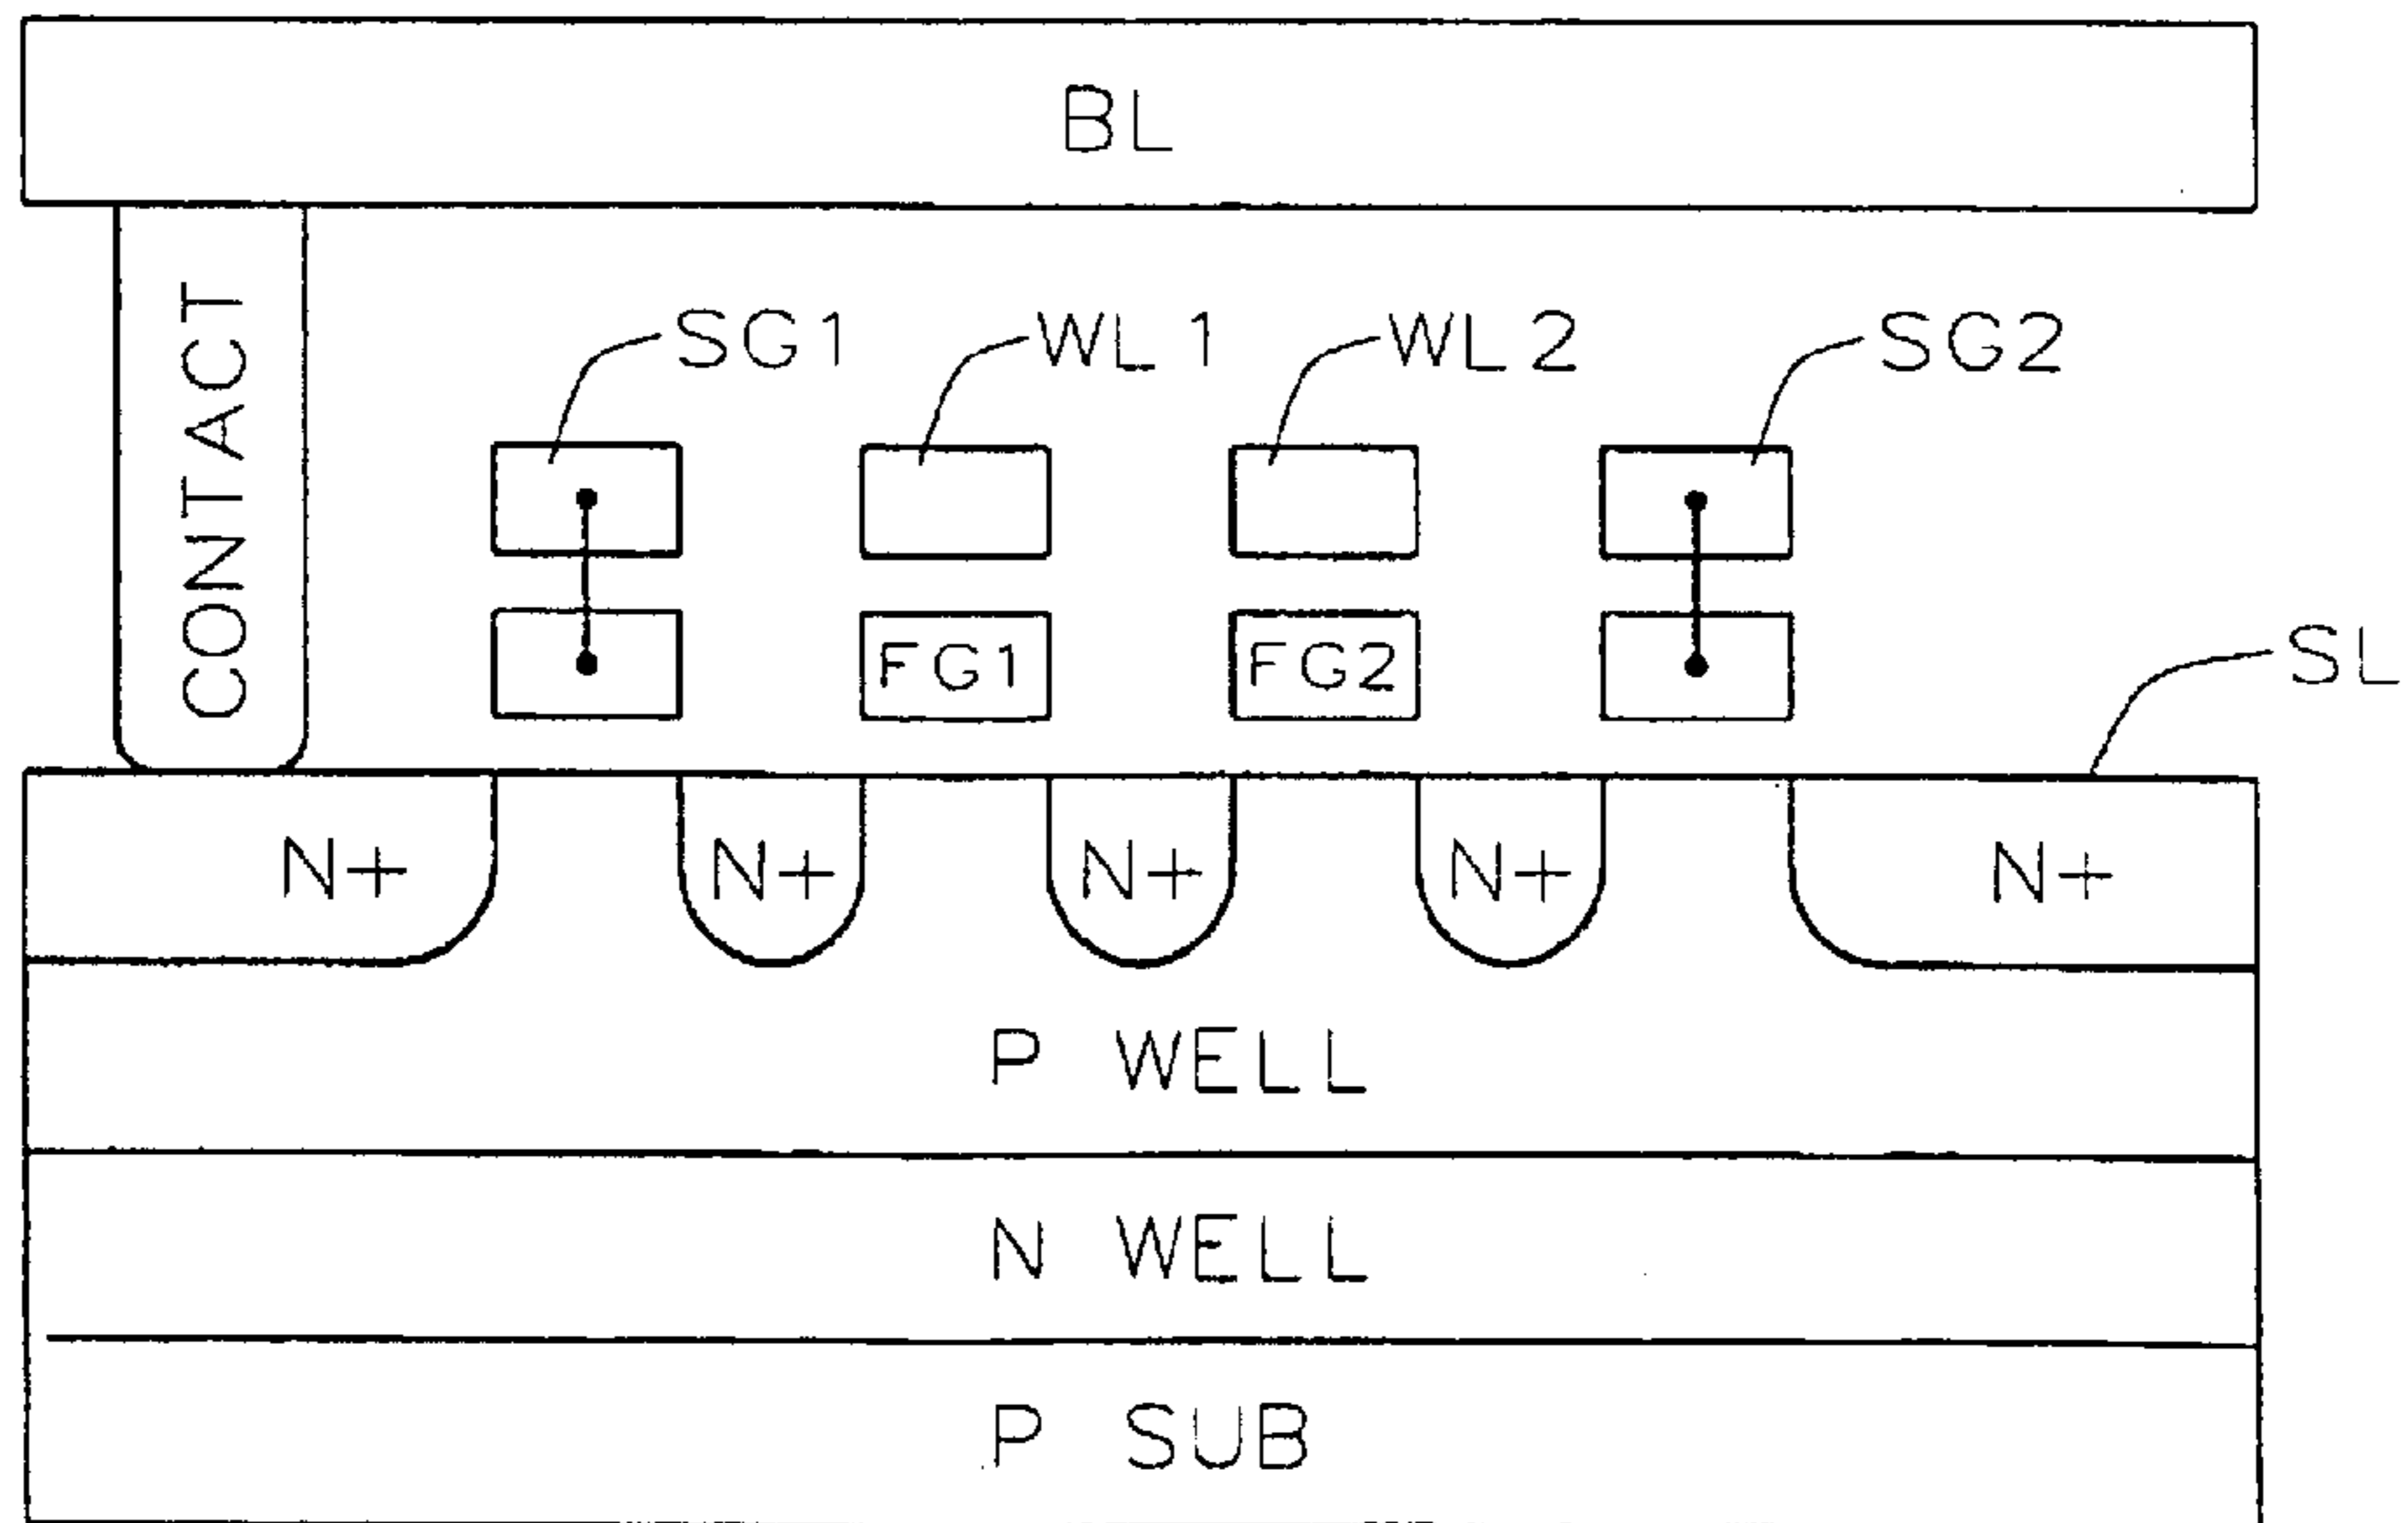 BL
CONTACT
SG1
WL1
WL2
SG2
FG1
FG2
SL
N+
N+
N+
N+
N+
P WELL
N WELL
P SUB